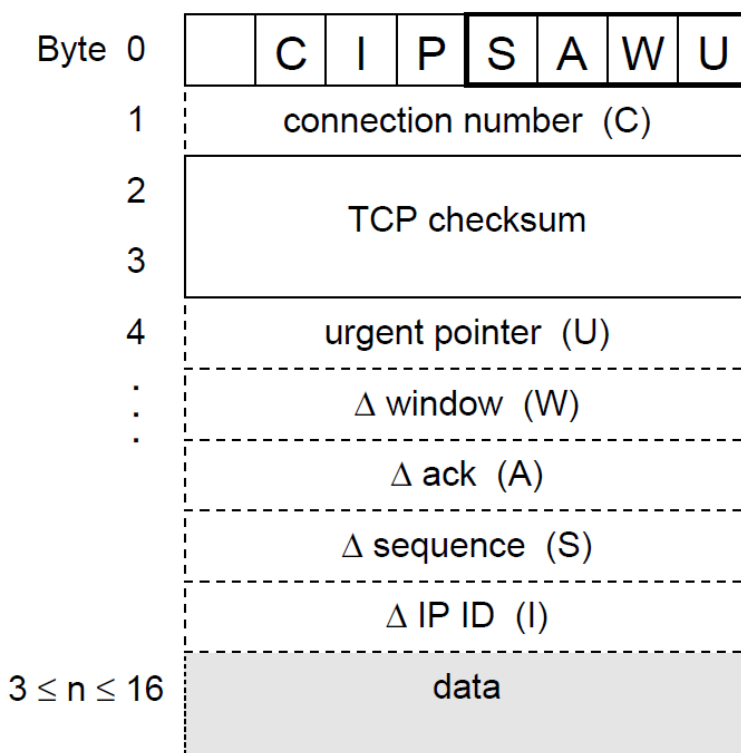 Byte 0 C I P S A W U
1 connection number (C)
2
TCP checksum
3
4 urgent pointer (U)
. Δ window (W)
.
. Δ ack (A)
Δ sequence (S)
Δ IP ID (I)
3 ≤ n ≤ 16 data